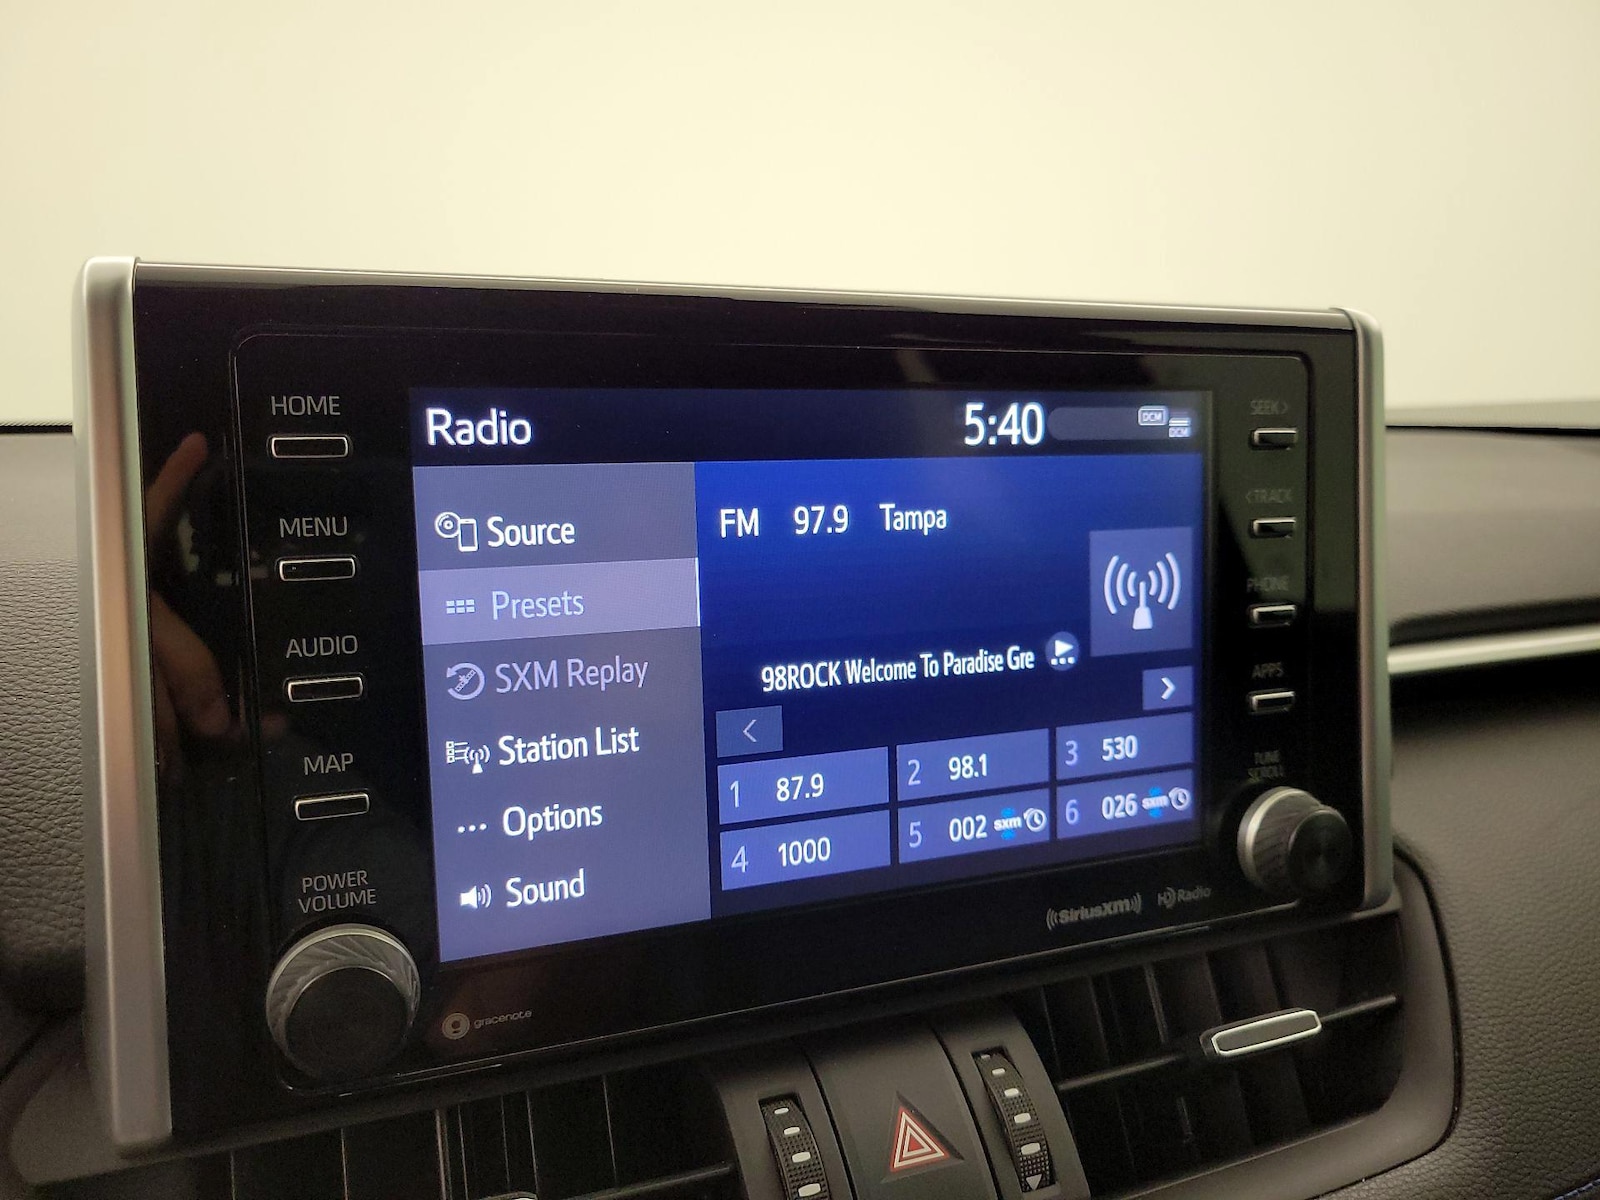 HOME
MENU
AUDIO
MAP
POWER
VOLUME
Radio
5:40
DCM
DCM
Source
Presets
SXM Replay
Station List
... Options
Sound
FM 97.9 Tampa
98ROCK Welcome To Paradise Gre
<
>
1 87.9
2 98.1
3 530
4 1000
5 002 sxm
6 026 sxm
SEEK>
<TRACK
PHONE
APPS
TUNE
SCROLL
((SiriusXM))
HD Radio
g gracenote